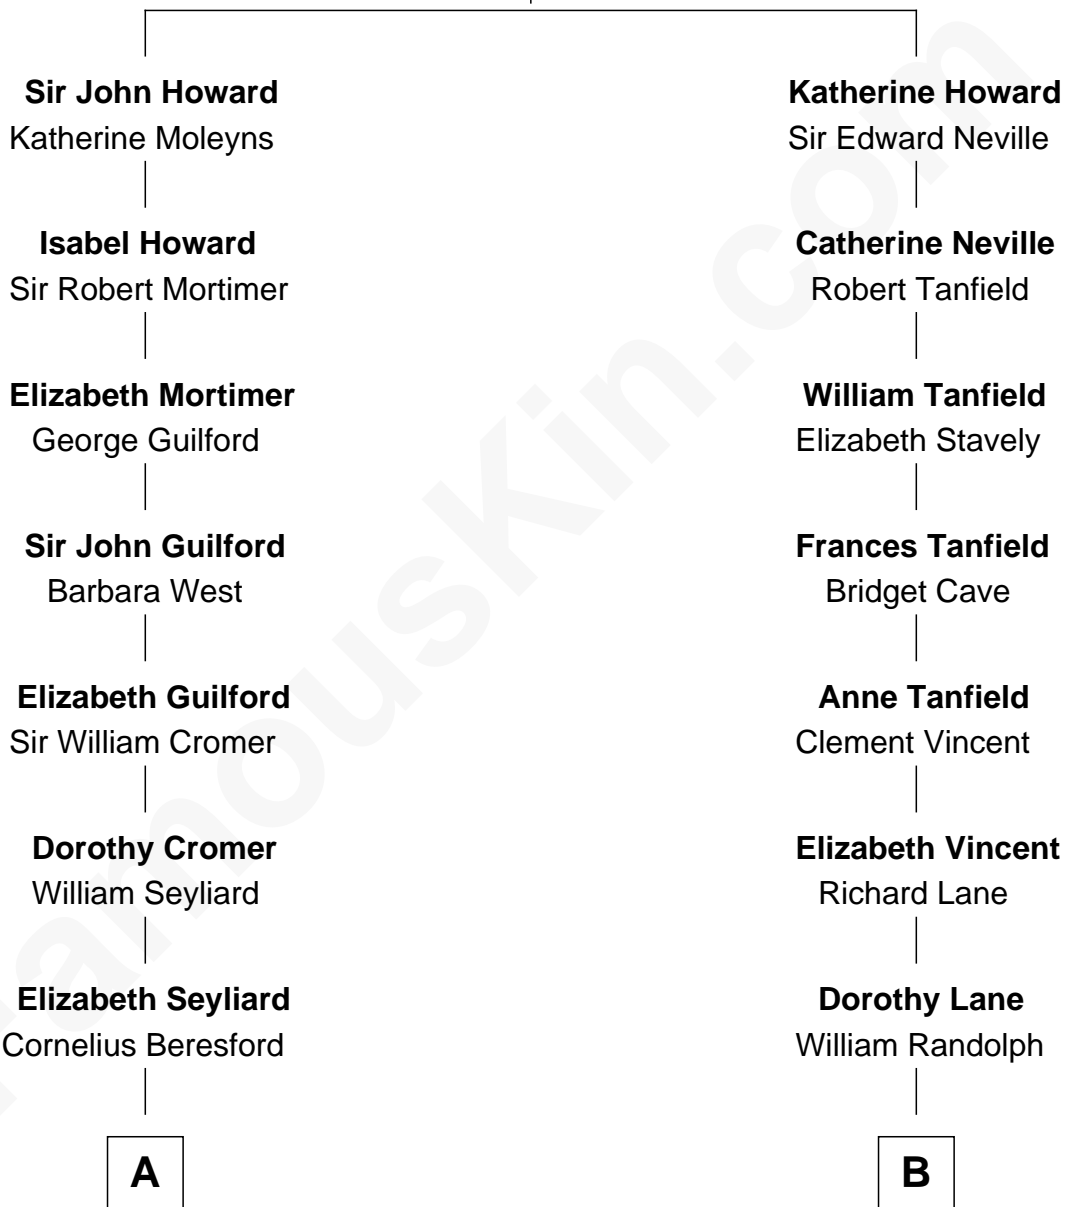 Sir John Howard
Katherine Moleyns
Isabel Howard
Sir Robert Mortimer
Elizabeth Mortimer
George Guilford
Sir John Guilford
Barbara West
Elizabeth Guilford
Sir William Cromer
Dorothy Cromer
William Seyliard
Elizabeth Seyliard
Cornelius Beresford
A
Katherine Howard
Sir Edward Neville
Catherine Neville
Robert Tanfield
William Tanfield
Elizabeth Stavely
Frances Tanfield
Bridget Cave
Anne Tanfield
Clement Vincent
Elizabeth Vincent
Richard Lane
Dorothy Lane
William Randolph
B
FamousKin.com